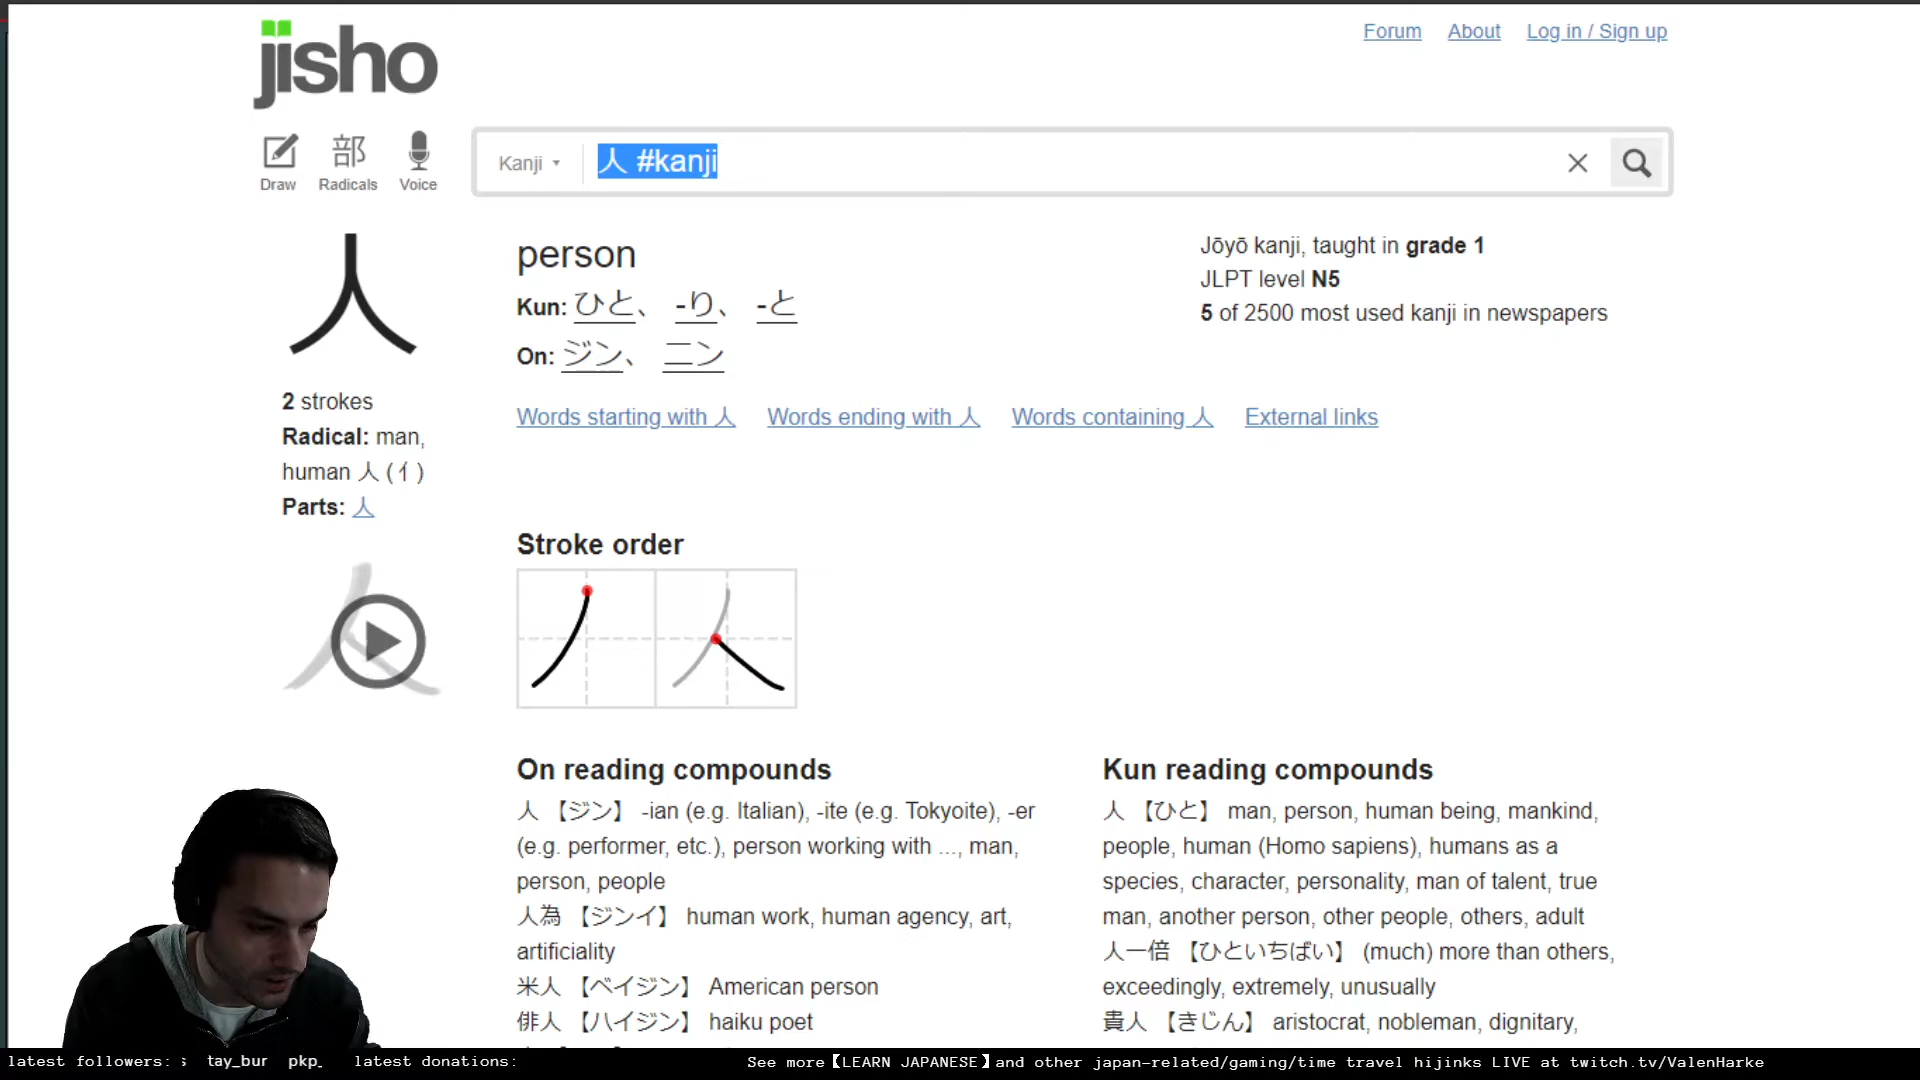 jisho
Forum About Log in / Sign up
Draw 部 Radicals Voice
Kanji 人 #kanji
人
person
Kun: ひと、 -り、 -と
On: ジン、 ニン
Jōyō kanji, taught in grade 1
JLPT level N5
5 of 2500 most used kanji in newspapers
2 strokes
Radical: man,
human 人 (亻)
Parts: 人
Words starting with 人 Words ending with 人 Words containing 人 External links
Stroke order
On reading compounds
人 【ジン】 -ian (e.g. Italian), -ite (e.g. Tokyoite), -er
(e.g. performer, etc.), person working with ..., man,
person, people
人為 【ジンイ】 human work, human agency, art,
artificiality
米人 【ベイジン】 American person
俳人 【ハイジン】 haiku poet
Kun reading compounds
人 【ひと】 man, person, human being, mankind,
people, human (Homo sapiens), humans as a
species, character, personality, man of talent, true
man, another person, other people, others, adult
人一倍 【ひといちばい】 (much) more than others,
exceedingly, extremely, unusually
貴人 【きじん】 aristocrat, nobleman, dignitary,
latest followers: tay_bur pkp_ latest donations: See more【LEARN JAPANESE】and other japan-related/gaming/time travel hijinks LIVE at twitch.tv/ValenHarke